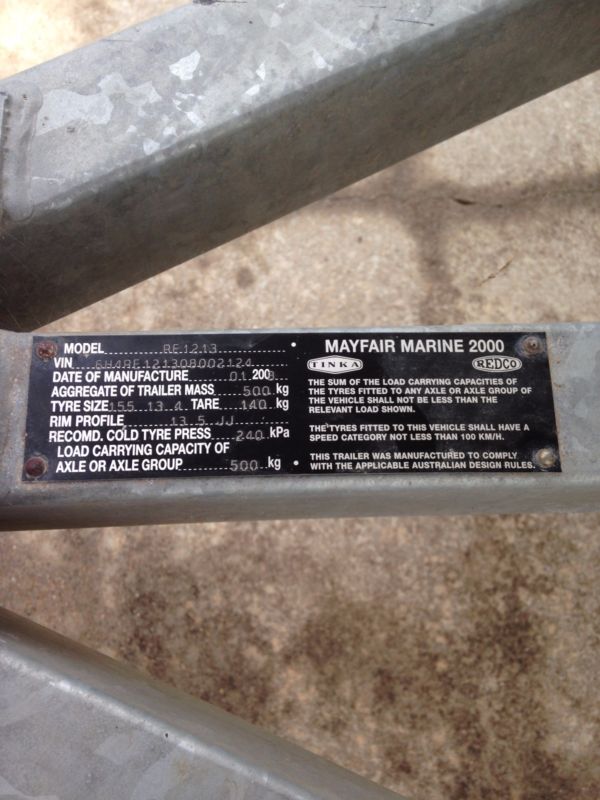 MODEL RE1213
VIN 6H4RE121308002124
DATE OF MANUFACTURE 01 2008
AGGREGATE OF TRAILER MASS 500 kg
TYRE SIZE 155 13 4 TARE 140 kg
RIM PROFILE 13 5 JJ
RECOMD. COLD TYRE PRESS 240 kPa
LOAD CARRYING CAPACITY OF
AXLE OR AXLE GROUP 500 kg
MAYFAIR MARINE 2000
TINKA REDCO
THE SUM OF THE LOAD CARRYING CAPACITIES OF
THE TYRES FITTED TO ANY AXLE OR AXLE GROUP OF
THE VEHICLE SHALL NOT BE LESS THAN THE
RELEVANT LOAD SHOWN.
THE TYRES FITTED TO THIS VEHICLE SHALL HAVE A
SPEED CATEGORY NOT LESS THAN 100 KM/H.
THIS TRAILER WAS MANUFACTURED TO COMPLY
WITH THE APPLICABLE AUSTRALIAN DESIGN RULES.